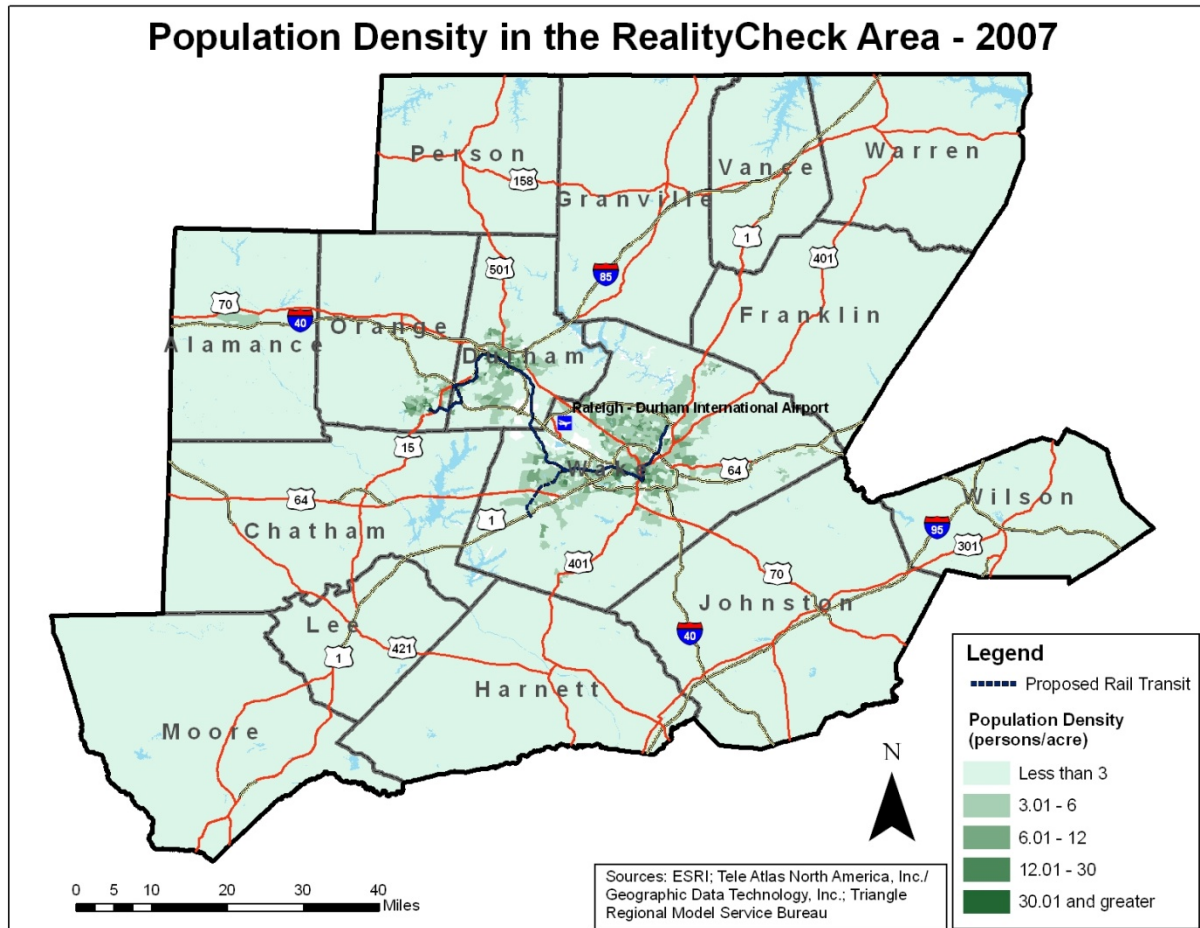 Population Density in the RealityCheck Area - 2007
Person
158
Granville
Vance
Warren
1
501
85
401
Franklin
70
40
Alamance
Orange
Durham
Raleigh - Durham International Airport
15
Wake
64
64
Chatham
1
401
Wilson
95
301
70
Johnston
40
Lee
1
421
Harnett
Moore
N
0 5 10 20 30 40
Miles
Sources: ESRI; Tele Atlas North America, Inc./
Geographic Data Technology, Inc.; Triangle
Regional Model Service Bureau
Legend
Proposed Rail Transit
Population Density
(persons/acre)
Less than 3
3.01 - 6
6.01 - 12
12.01 - 30
30.01 and greater